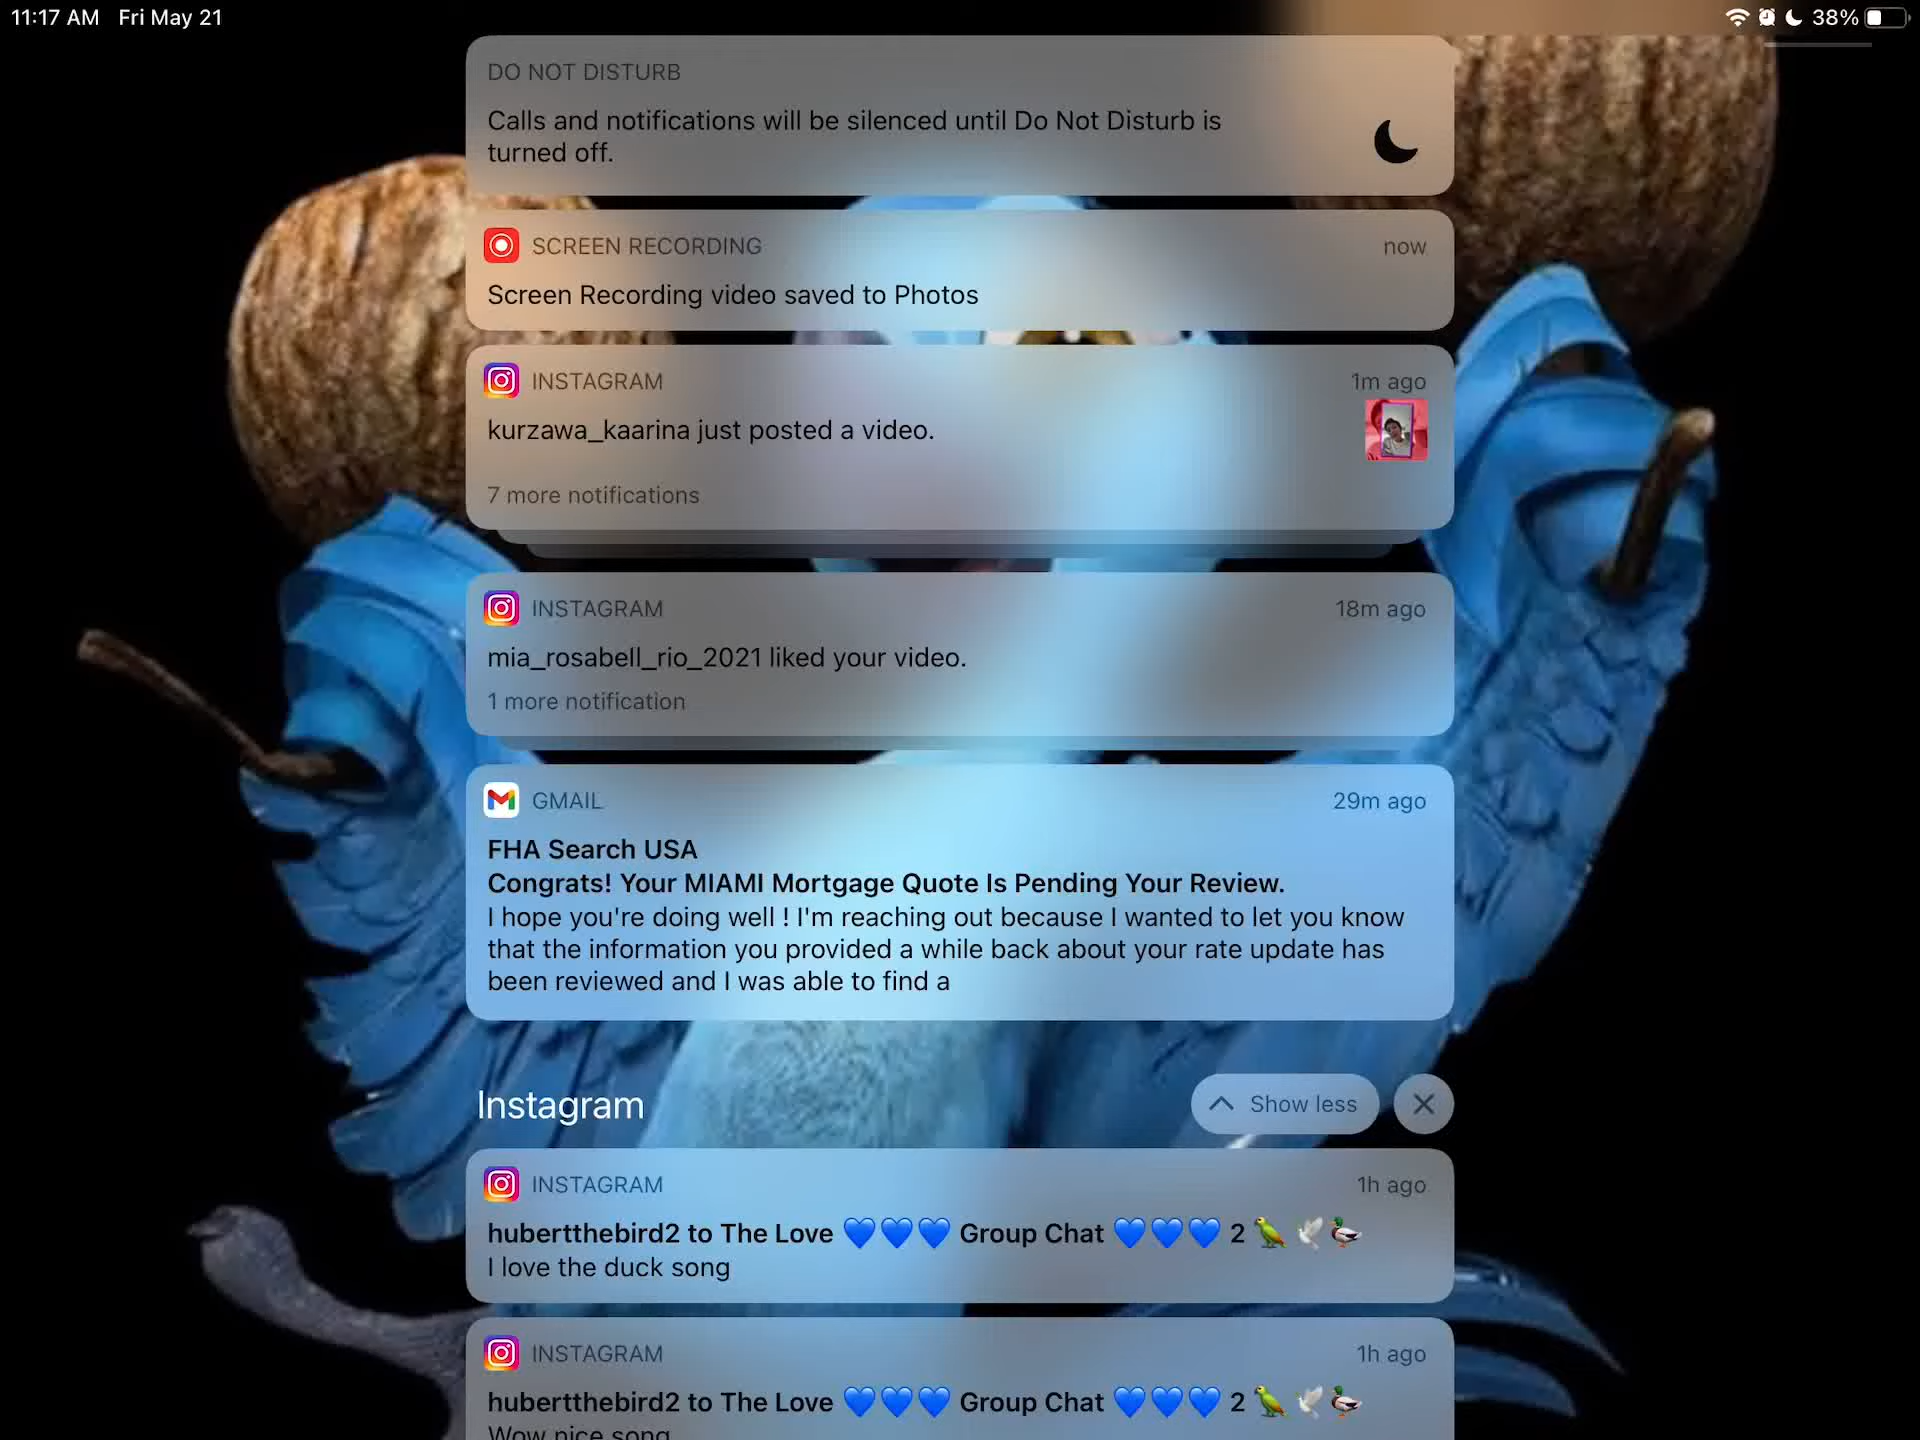 11:17 AM Fri May 21
38%
DO NOT DISTURB
Calls and notifications will be silenced until Do Not Disturb is
turned off.
SCREEN RECORDING now
Screen Recording video saved to Photos
INSTAGRAM 1m ago
kurzawa_kaarina just posted a video.
7 more notifications
INSTAGRAM 18m ago
mia_rosabell_rio_2021 liked your video.
1 more notification
GMAIL 29m ago
FHA Search USA
Congrats! Your MIAMI Mortgage Quote Is Pending Your Review.
I hope you're doing well ! I'm reaching out because I wanted to let you know
that the information you provided a while back about your rate update has
been reviewed and I was able to find a
Instagram Show less
INSTAGRAM 1h ago
hubertthebird2 to The Love 💙💙💙 Group Chat 💙💙💙 2 🦜🕊🦆
I love the duck song
INSTAGRAM 1h ago
hubertthebird2 to The Love 💙💙💙 Group Chat 💙💙💙 2 🦜🕊🦆
Wow nice song